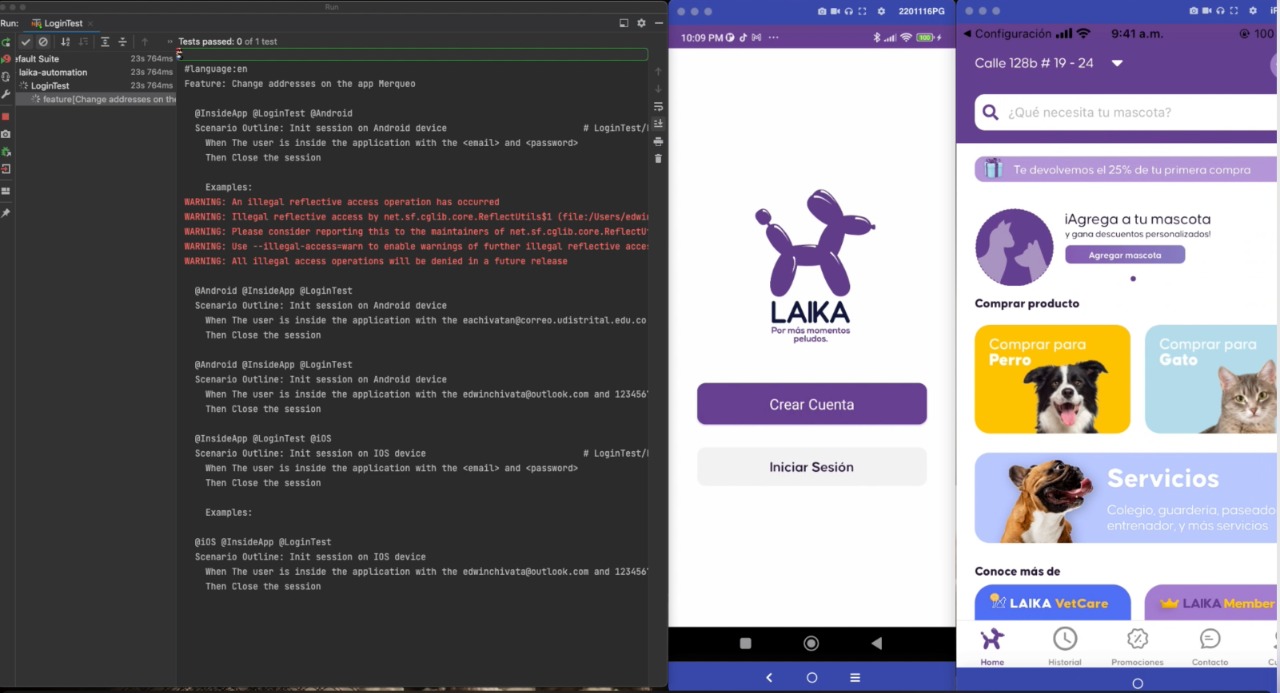 Run
Run:
LoginTest
Tests passed: 0 of 1 test
efault Suite 23s 764ms
laika-automation 23s 764ms
LoginTest 23s 764ms
feature[Change addresses on the
#language:en
Feature: Change addresses on the app Merqueo
@InsideApp @LoginTest @Android
Scenario Outline: Init session on Android device # LoginTest/
When The user is inside the application with the <email> and <password>
Then Close the session
Examples:
WARNING: An illegal reflective access operation has occurred
WARNING: Illegal reflective access by net.sf.cglib.core.ReflectUtils$1 (file:/Users/edwi
WARNING: Please consider reporting this to the maintainers of net.sf.cglib.core.ReflectU
WARNING: Use --illegal-access=warn to enable warnings of further illegal reflective acce
WARNING: All illegal access operations will be denied in a future release
@Android @InsideApp @LoginTest
Scenario Outline: Init session on Android device
When The user is inside the application with the eachivatan@correo.udistrital.edu.co
Then Close the session
@Android @InsideApp @LoginTest
Scenario Outline: Init session on Android device
When The user is inside the application with the edwinchivata@outlook.com and 123456
Then Close the session
@InsideApp @LoginTest @iOS
Scenario Outline: Init session on IOS device # LoginTest/
When The user is inside the application with the <email> and <password>
Then Close the session
Examples:
@iOS @InsideApp @LoginTest
Scenario Outline: Init session on IOS device
When The user is inside the application with the edwinchivata@outlook.com and 123456
Then Close the session
2201116PG
10:09 PM
LAIKA
Por más momentos
peludos.
Crear Cuenta
Iniciar Sesión
Configuración 9:41 a.m. 100
Calle 128b # 19 - 24
¿Qué necesita tu mascota?
Te devolvemos el 25% de tu primera compra
¡Agrega a tu mascota
y gana descuentos personalizados!
Agregar mascota
Comprar producto
Comprar para
Perro
Comprar para
Gato
Servicios
Colegio, guardería, paseado
entrenador, y más servicios
Conoce más de
LAIKA VetCare
LAIKA Member
Home Historial Promociones Contacto